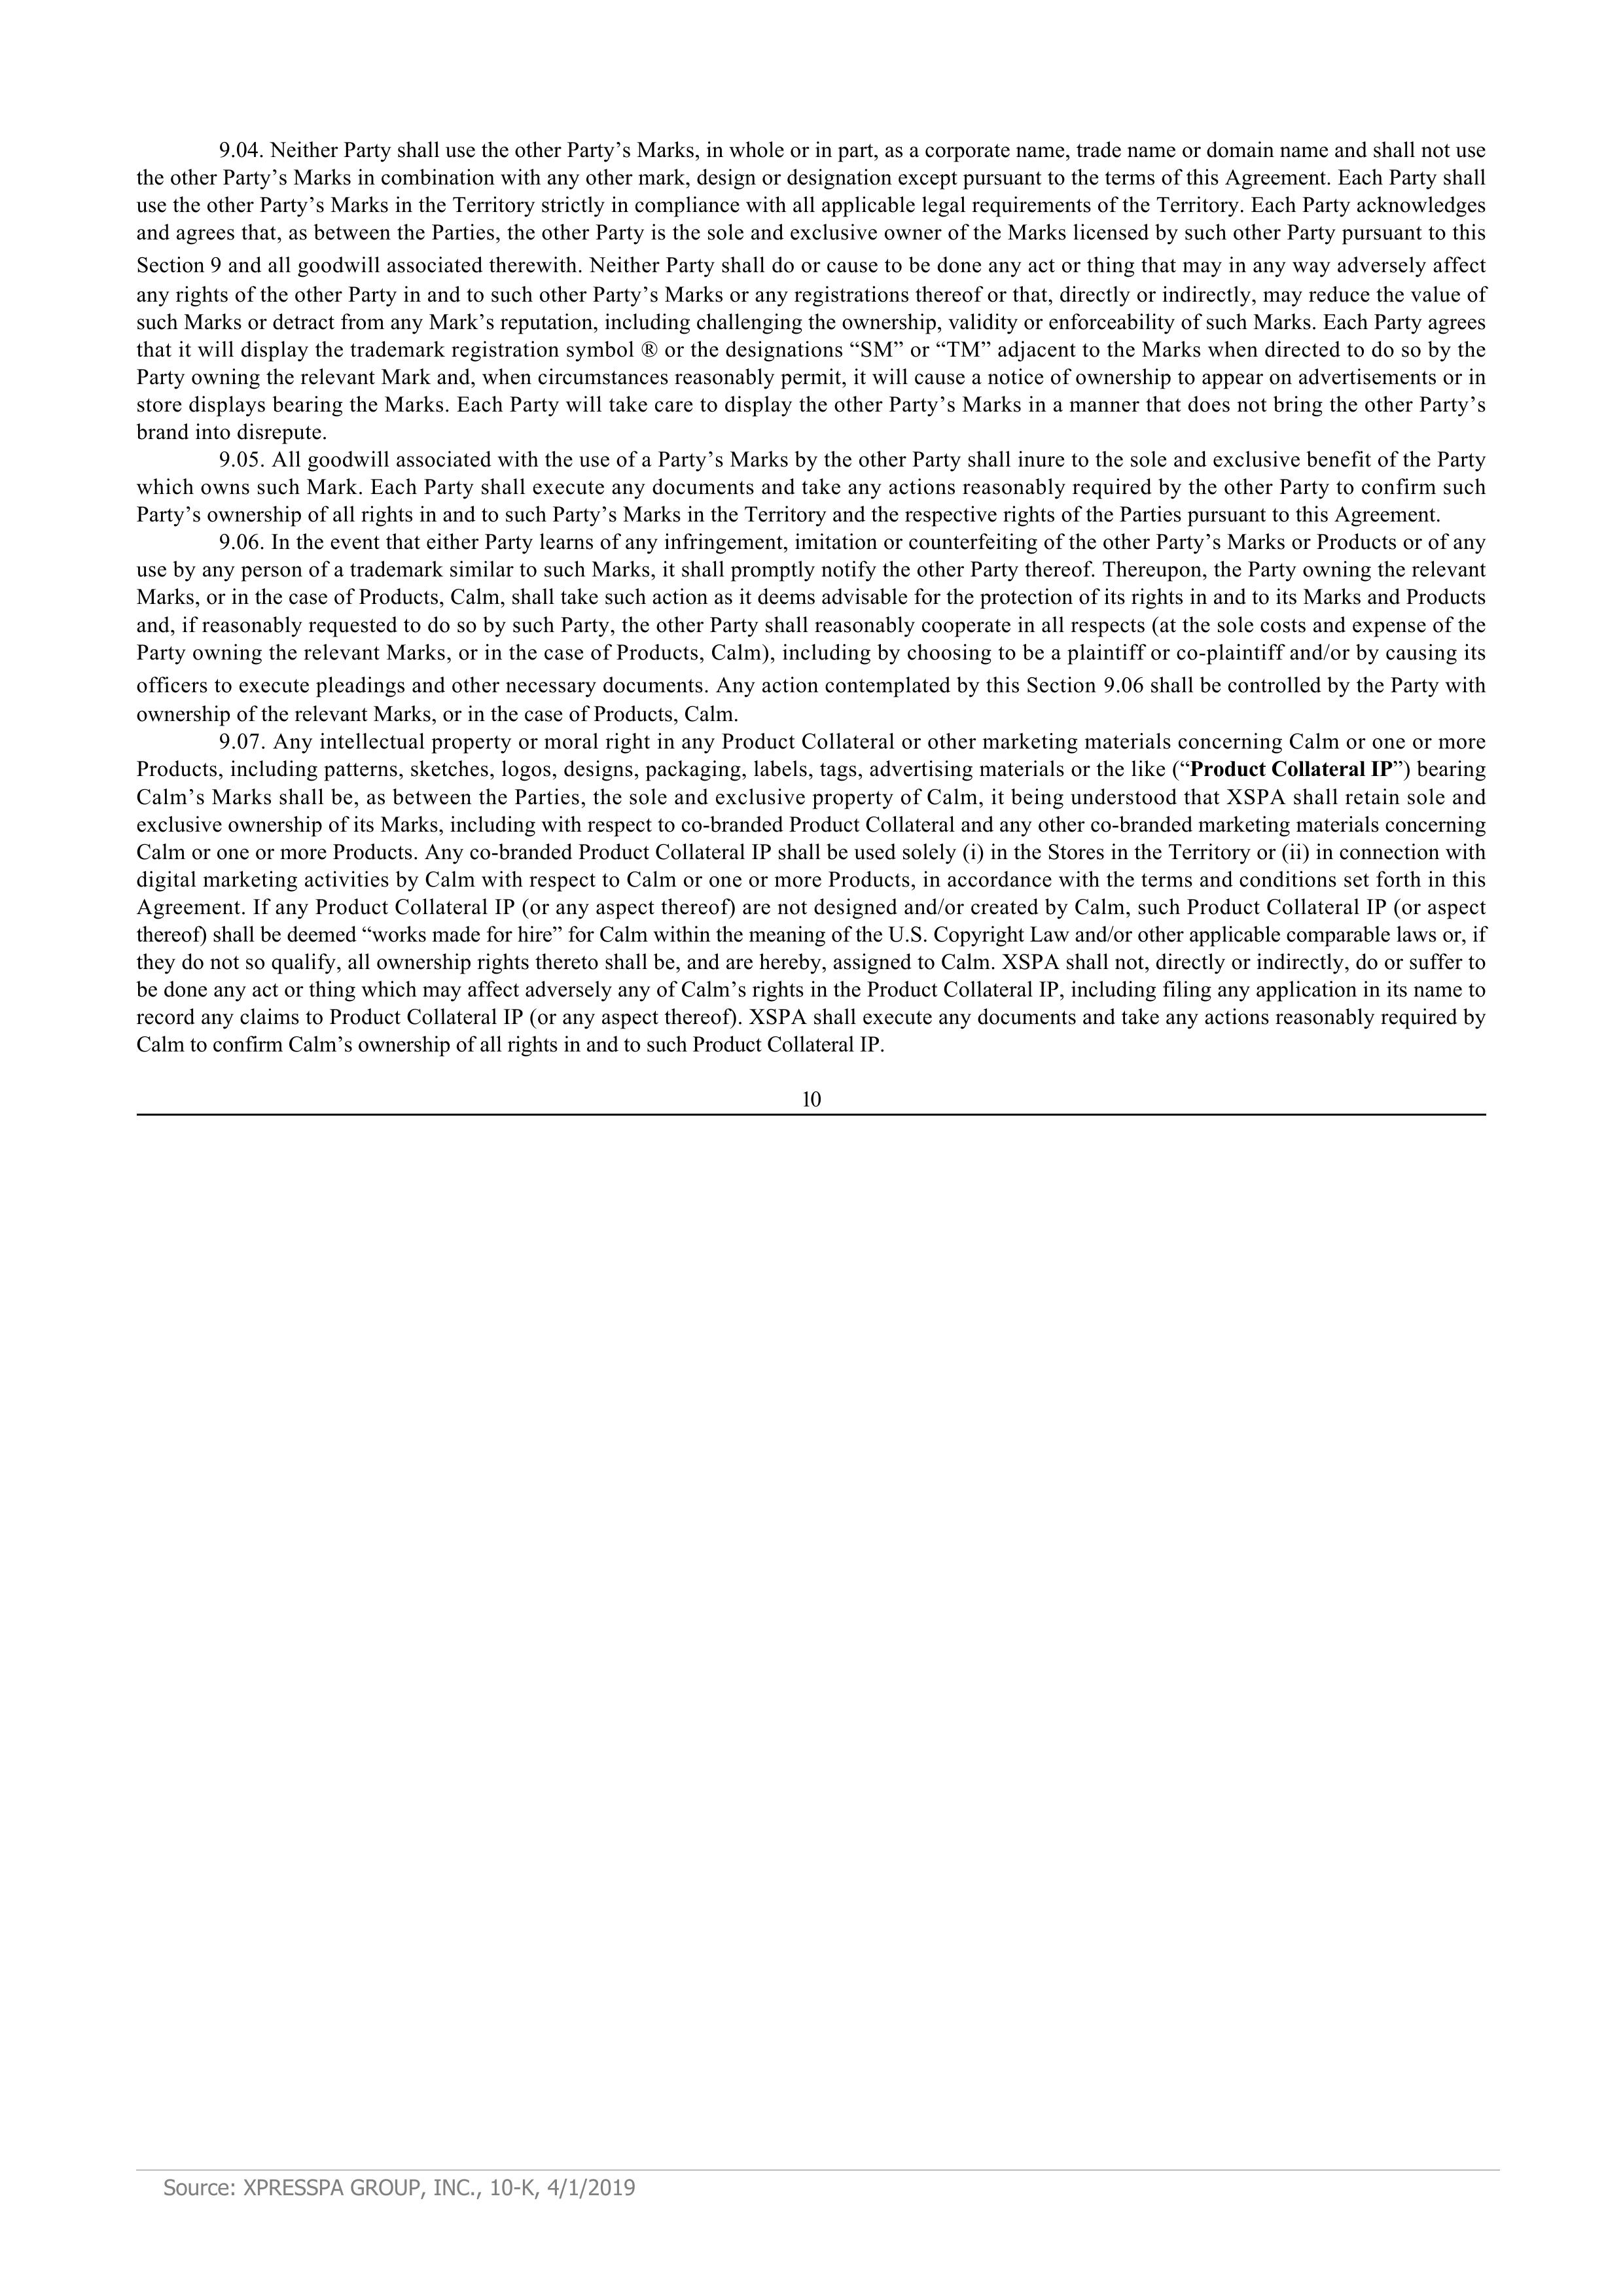 9.04. Neither Party shall use the other Party’s Marks, in whole or in part, as a corporate name, trade name or domain name and shall not use
the other Party’s Marks in combination with any other mark, design or designation except pursuant to the terms of this Agreement. Each Party shall
use the other Party’s Marks in the Territory strictly in compliance with all applicable legal requirements of the Territory. Each Party acknowledges
and agrees that, as between the Parties, the other Party is the sole and exclusive owner of the Marks licensed by such other Party pursuant to this
Section 9 and all goodwill associated therewith. Neither Party shall do or cause to be done any act or thing that may in any way adversely affect
any rights of the other Party in and to such other Party’s Marks or any registrations thereof or that, directly or indirectly, may reduce the value of
such Marks or detract from any Mark’s reputation, including challenging the ownership, validity or enforceability of such Marks. Each Party agrees
that it will display the trademark registration symbol ® or the designations “SM” or “TM” adjacent to the Marks when directed to do so by the
Party owning the relevant Mark and, when circumstances reasonably permit, it will cause a notice of ownership to appear on advertisements or in
store displays bearing the Marks. Each Party will take care to display the other Party’s Marks in a manner that does not bring the other Party’s
brand into disrepute.
9.05. All goodwill associated with the use of a Party’s Marks by the other Party shall inure to the sole and exclusive benefit of the Party
which owns such Mark. Each Party shall execute any documents and take any actions reasonably required by the other Party to confirm such
Party’s ownership of all rights in and to such Party’s Marks in the Territory and the respective rights of the Parties pursuant to this Agreement.
9.06. In the event that either Party learns of any infringement, imitation or counterfeiting of the other Party’s Marks or Products or of any
use by any person of a trademark similar to such Marks, it shall promptly notify the other Party thereof. Thereupon, the Party owning the relevant
Marks, or in the case of Products, Calm, shall take such action as it deems advisable for the protection of its rights in and to its Marks and Products
and, if reasonably requested to do so by such Party, the other Party shall reasonably cooperate in all respects (at the sole costs and expense of the
Party owning the relevant Marks, or in the case of Products, Calm), including by choosing to be a plaintiff or co-plaintiff and/or by causing its
officers to execute pleadings and other necessary documents. Any action contemplated by this Section 9.06 shall be controlled by the Party with
ownership of the relevant Marks, or in the case of Products, Calm.
9.07. Any intellectual property or moral right in any Product Collateral or other marketing materials concerning Calm or one or more
Products, including patterns, sketches, logos, designs, packaging, labels, tags, advertising materials or the like (“Product Collateral IP”) bearing
Calm’s Marks shall be, as between the Parties, the sole and exclusive property of Calm, it being understood that XSPA shall retain sole and
exclusive ownership of its Marks, including with respect to co-branded Product Collateral and any other co-branded marketing materials concerning
Calm or one or more Products. Any co-branded Product Collateral IP shall be used solely (i) in the Stores in the Territory or (ii) in connection with
digital marketing activities by Calm with respect to Calm or one or more Products, in accordance with the terms and conditions set forth in this
Agreement. If any Product Collateral IP (or any aspect thereof) are not designed and/or created by Calm, such Product Collateral IP (or aspect
thereof) shall be deemed “works made for hire” for Calm within the meaning of the U.S. Copyright Law and/or other applicable comparable laws or, if
they do not so qualify, all ownership rights thereto shall be, and are hereby, assigned to Calm. XSPA shall not, directly or indirectly, do or suffer to
be done any act or thing which may affect adversely any of Calm’s rights in the Product Collateral IP, including filing any application in its name to
record any claims to Product Collateral IP (or any aspect thereof). XSPA shall execute any documents and take any actions reasonably required by
Calm to confirm Calm’s ownership of all rights in and to such Product Collateral IP.
10
Source: XPRESSPA GROUP, INC., 10-K, 4/1/2019